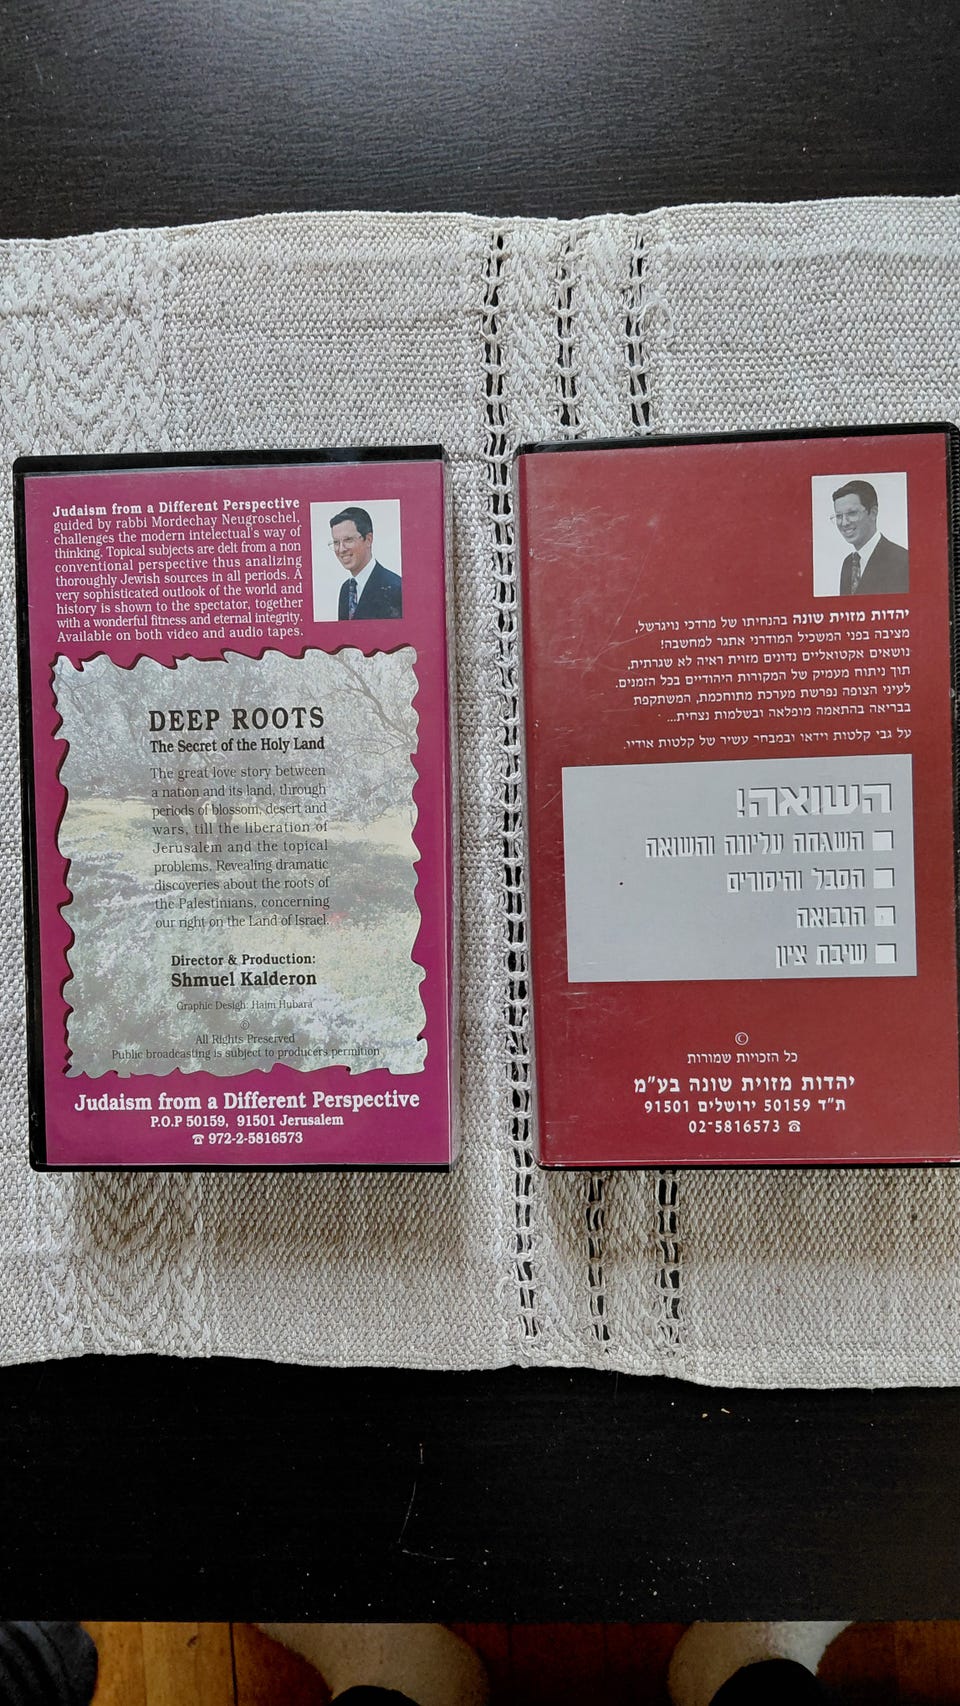 Judaism from a Different Perspective
guided by rabbi Mordechay Neugroschel,
challenges the modern intelectual's way of
thinking. Topical subjects are delt from a non
conventional perspective thus analizing
thoroughly Jewish sources in all periods. A
very sophisticated outlook of the world and
history is shown to the spectator, together
with a wonderful fitness and eternal integrity.
Available on both video and audio tapes.
DEEP ROOTS
The Secret of the Holy Land
The great love story between
a nation and its land, through
periods of blossom, desert and
wars, till the liberation of
Jerusalem and the topical
problems. Revealing dramatic
discoveries about the roots of
the Palestinians, concerning
our right on the Land of Israel.
Director & Production:
Shmuel Kalderon
Graphic Desigh: Haim Hubara
©
All Rights Preserved
Public broadcasting is subject to producers permition
Judaism from a Different Perspective
P.O.P 50159, 91501 Jerusalem
☎ 972-2-5816573
יהדות מזוית שונה בהנחיתו של מרדכי נויגרשל,
מציבה בפני המשכיל המודרני אתגר למחשבה!
נושאים אקטואליים נדונים מזוית ראיה לא שגרתית,
תוך ניתוח מעמיק של המקורות היהודיים בכל הזמנים.
לעיני הצופה נפרשת מערכת מתוחכמת, המשתקפת
בבריאה בהתאמה מופלאה ובשלמות נצחית...
על גבי קלטות וידאו ובמבחר עשיר של קלטות אודיו.
השואה!
השגחה עליונה והשואה
הסבל והיסורים
הנבואה
שיבת ציון
©
כל הזכויות שמורות
יהדות מזוית שונה בע"מ
ת"ד 50159 ירושלים 91501
☎ 02-5816573